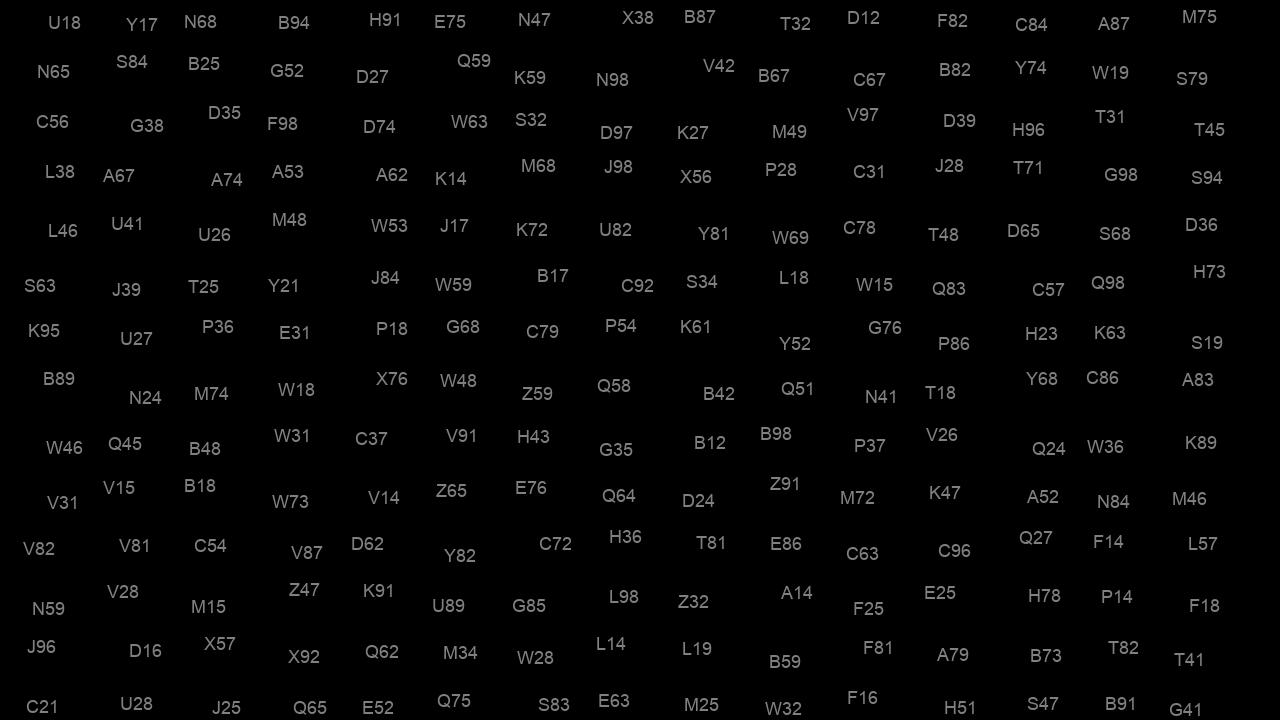 U18 Y17 N68 B94 H91 E75 N47 X38 B87 T32 D12 F82 C84 A87 M75
N65 S84 B25 G52 D27 Q59 K59 N98 V42 B67 C67 B82 Y74 W19 S79
C56 G38 D35 F98 D74 W63 S32 D97 K27 M49 V97 D39 H96 T31 T45
L38 A67 A74 A53 A62 K14 M68 J98 X56 P28 C31 J28 T71 G98 S94
L46 U41 U26 M48 W53 J17 K72 U82 Y81 W69 C78 T48 D65 S68 D36
S63 J39 T25 Y21 J84 W59 B17 C92 S34 L18 W15 Q83 C57 Q98 H73
K95 U27 P36 E31 P18 G68 C79 P54 K61 Y52 G76 P86 H23 K63 S19
B89 N24 M74 W18 X76 W48 Z59 Q58 B42 Q51 N41 T18 Y68 C86 A83
W46 Q45 B48 W31 C37 V91 H43 G35 B12 B98 P37 V26 Q24 W36 K89
V31 V15 B18 W73 V14 Z65 E76 Q64 D24 Z91 M72 K47 A52 N84 M46
V82 V81 C54 V87 D62 Y82 C72 H36 T81 E86 C63 C96 Q27 F14 L57
N59 V28 M15 Z47 K91 U89 G85 L98 Z32 A14 F25 E25 H78 P14 F18
J96 D16 X57 X92 Q62 M34 W28 L14 L19 B59 F81 A79 B73 T82 T41
C21 U28 J25 Q65 E52 Q75 S83 E63 M25 W32 F16 H51 S47 B91 G41